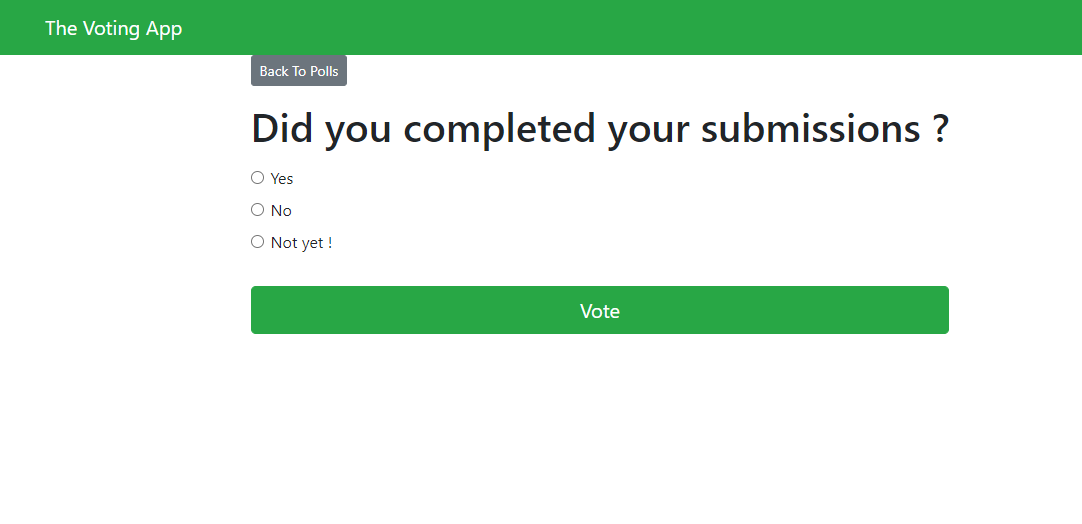 The Voting App
Back To Polls
Did you completed your submissions ?
Yes
No
Not yet !
Vote